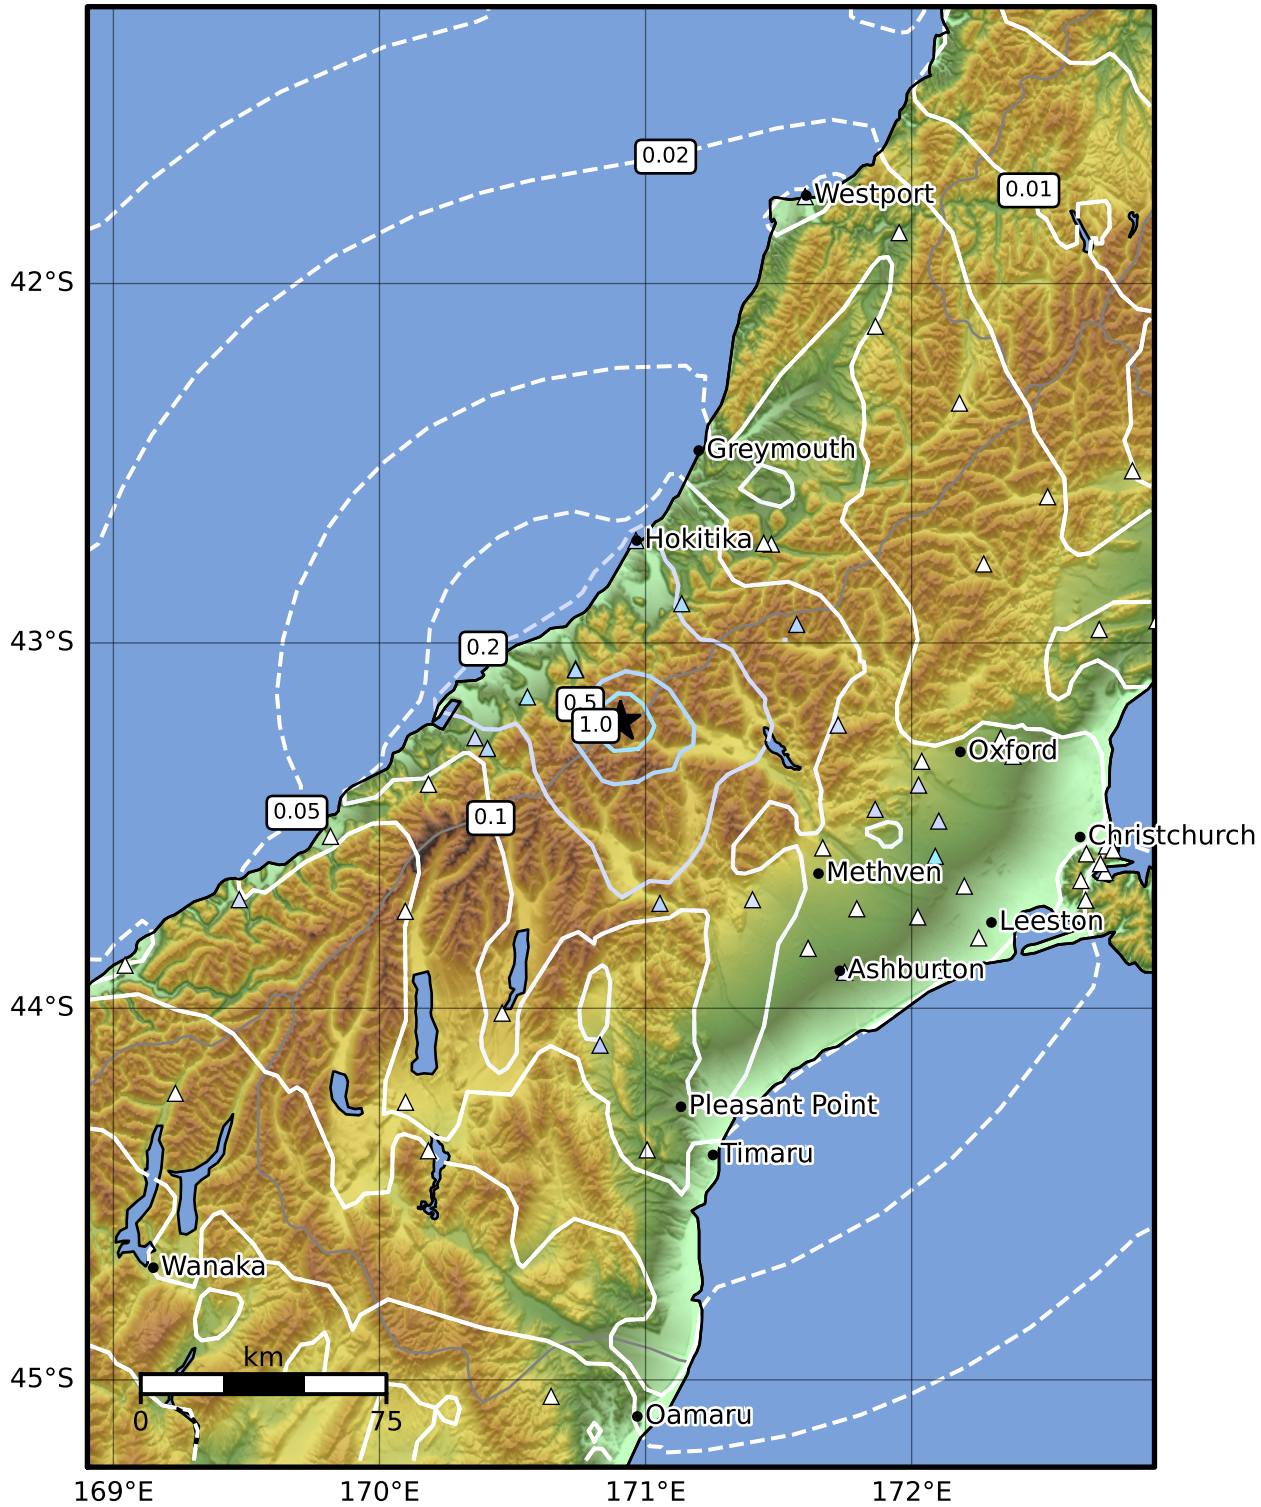 0.02
0.01
Westport
42°S
Greymouth
Hokitika
43°S
0.2
0.5
1.0
Oxford
0.05
0.1
Christchurch
Methven
Leeston
Ashburton
44°S
Pleasant Point
Timaru
Wanaka
km
45°S
0
75
Oamaru
169°E
170°E
171°E
172°E